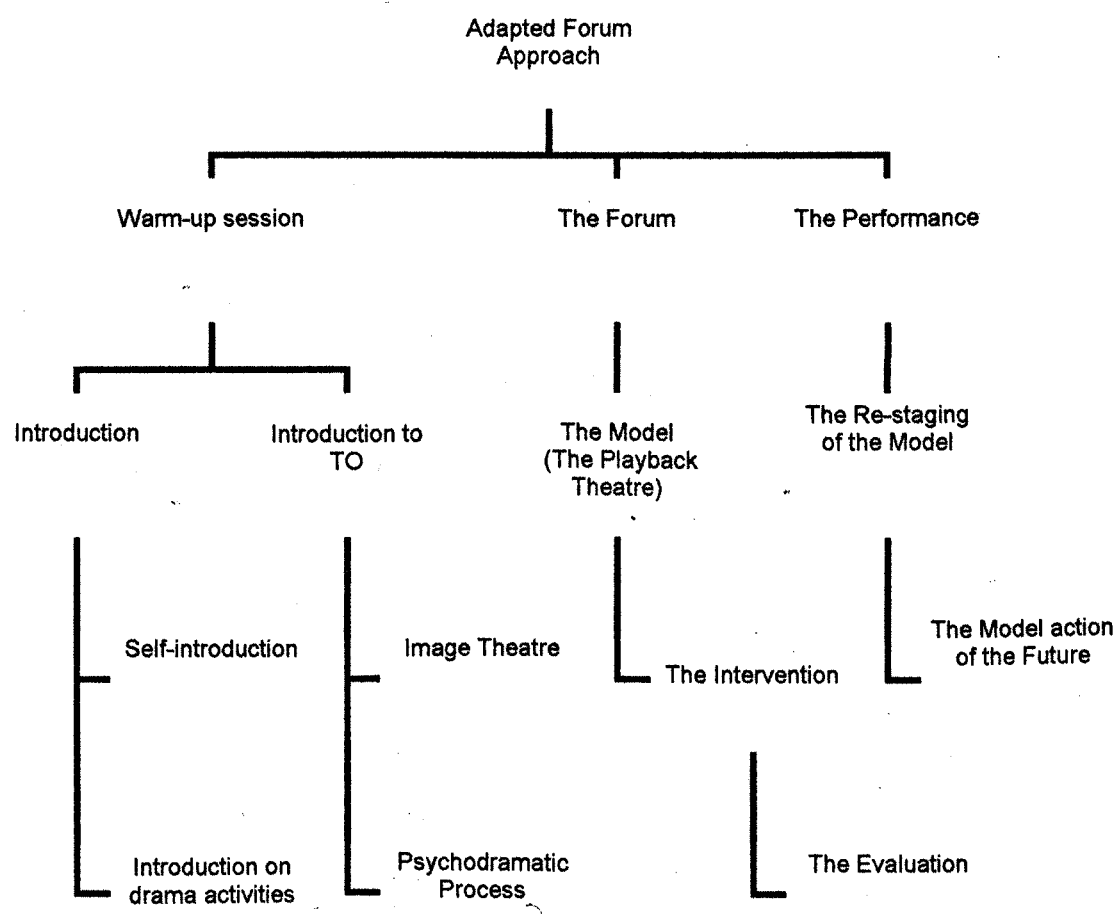 Adapted Forum
Approach
Warm-up session
The Forum
The Performance
Introduction
Introduction to
TO
The Model
(The Playback
Theatre)
The Re-staging
of the Model
Self-introduction
Image Theatre
The Intervention
The Model action
of the Future
Introduction on
drama activities
Psychodramatic
Process
The Evaluation